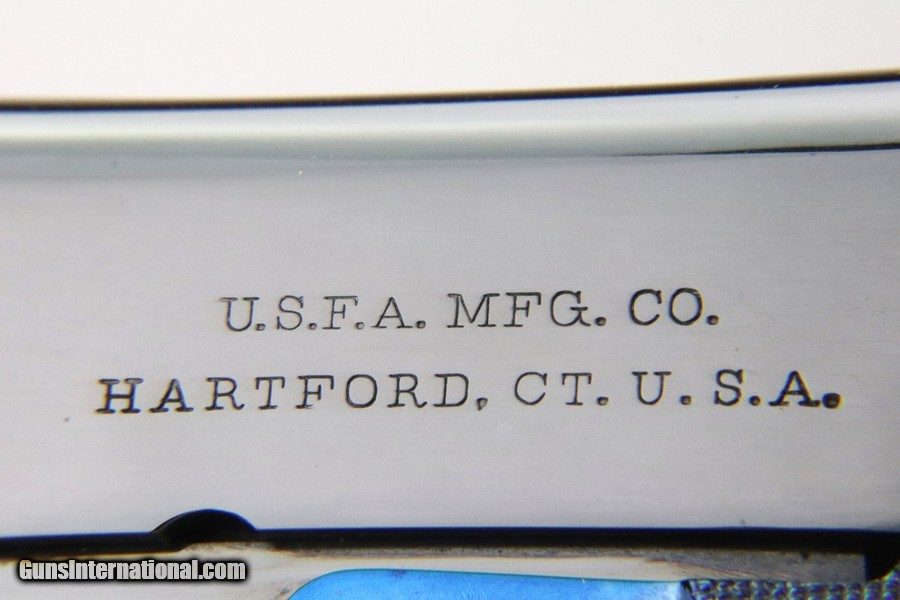 U.S.F.A. MFG. CO.
HARTFORD, CT. U.S.A.
GunsInternational.com